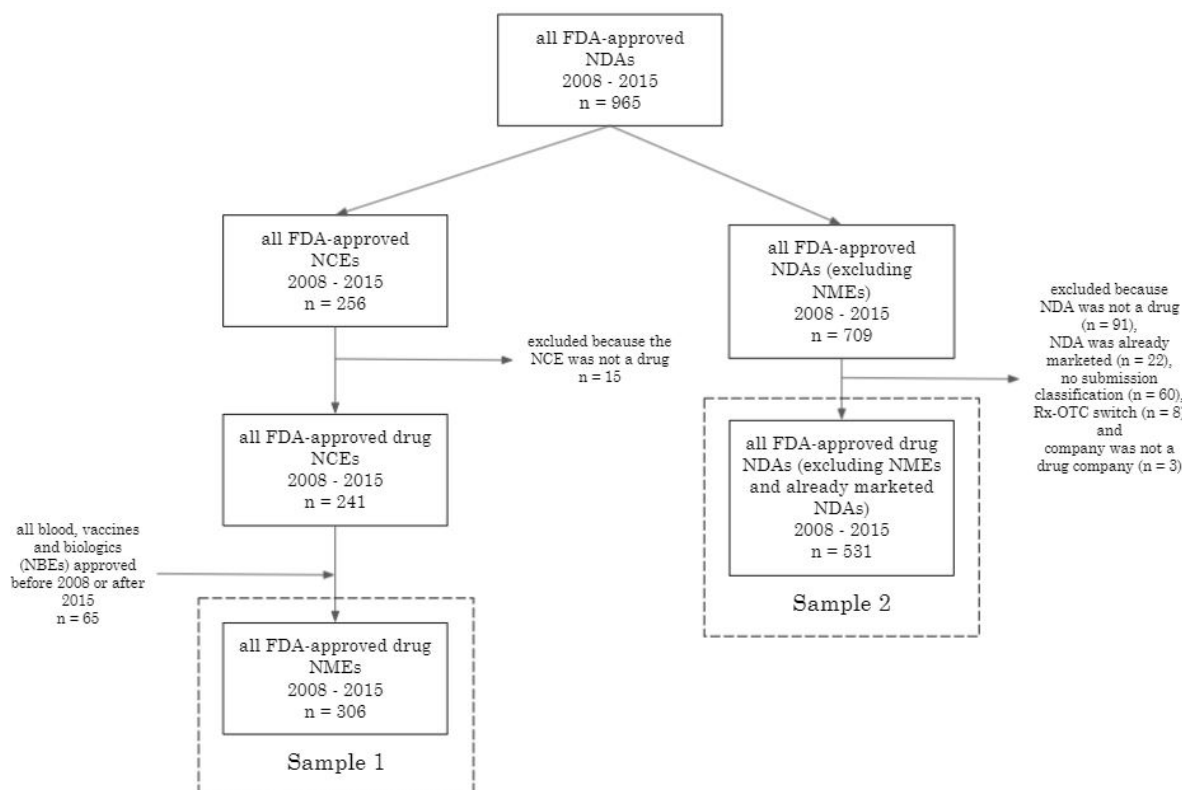 all FDA-approved
NDAs
2008 - 2015
n = 965
all FDA-approved
NCEs
2008 - 2015
n = 256
all FDA-approved
NDAs (excluding
NMEs)
2008 - 2015
n = 709
excluded because the
NCE was not a drug
n = 15
excluded because
NDA was not a drug
(n = 91),
NDA was already
marketed (n = 22),
no submission
classification (n = 60),
Rx-OTC switch (n = 8)
and
company was not a
drug company (n = 3)
all FDA-approved drug
NCEs
2008 - 2015
n = 241
all FDA-approved drug
NDAs (excluding NMEs
and already marketed
NDAs)
2008 - 2015
n = 531
Sample 2
all blood, vaccines
and biologics
(NBEs) approved
before 2008 or after
2015
n = 65
all FDA-approved drug
NMEs
2008 - 2015
n = 306
Sample 1